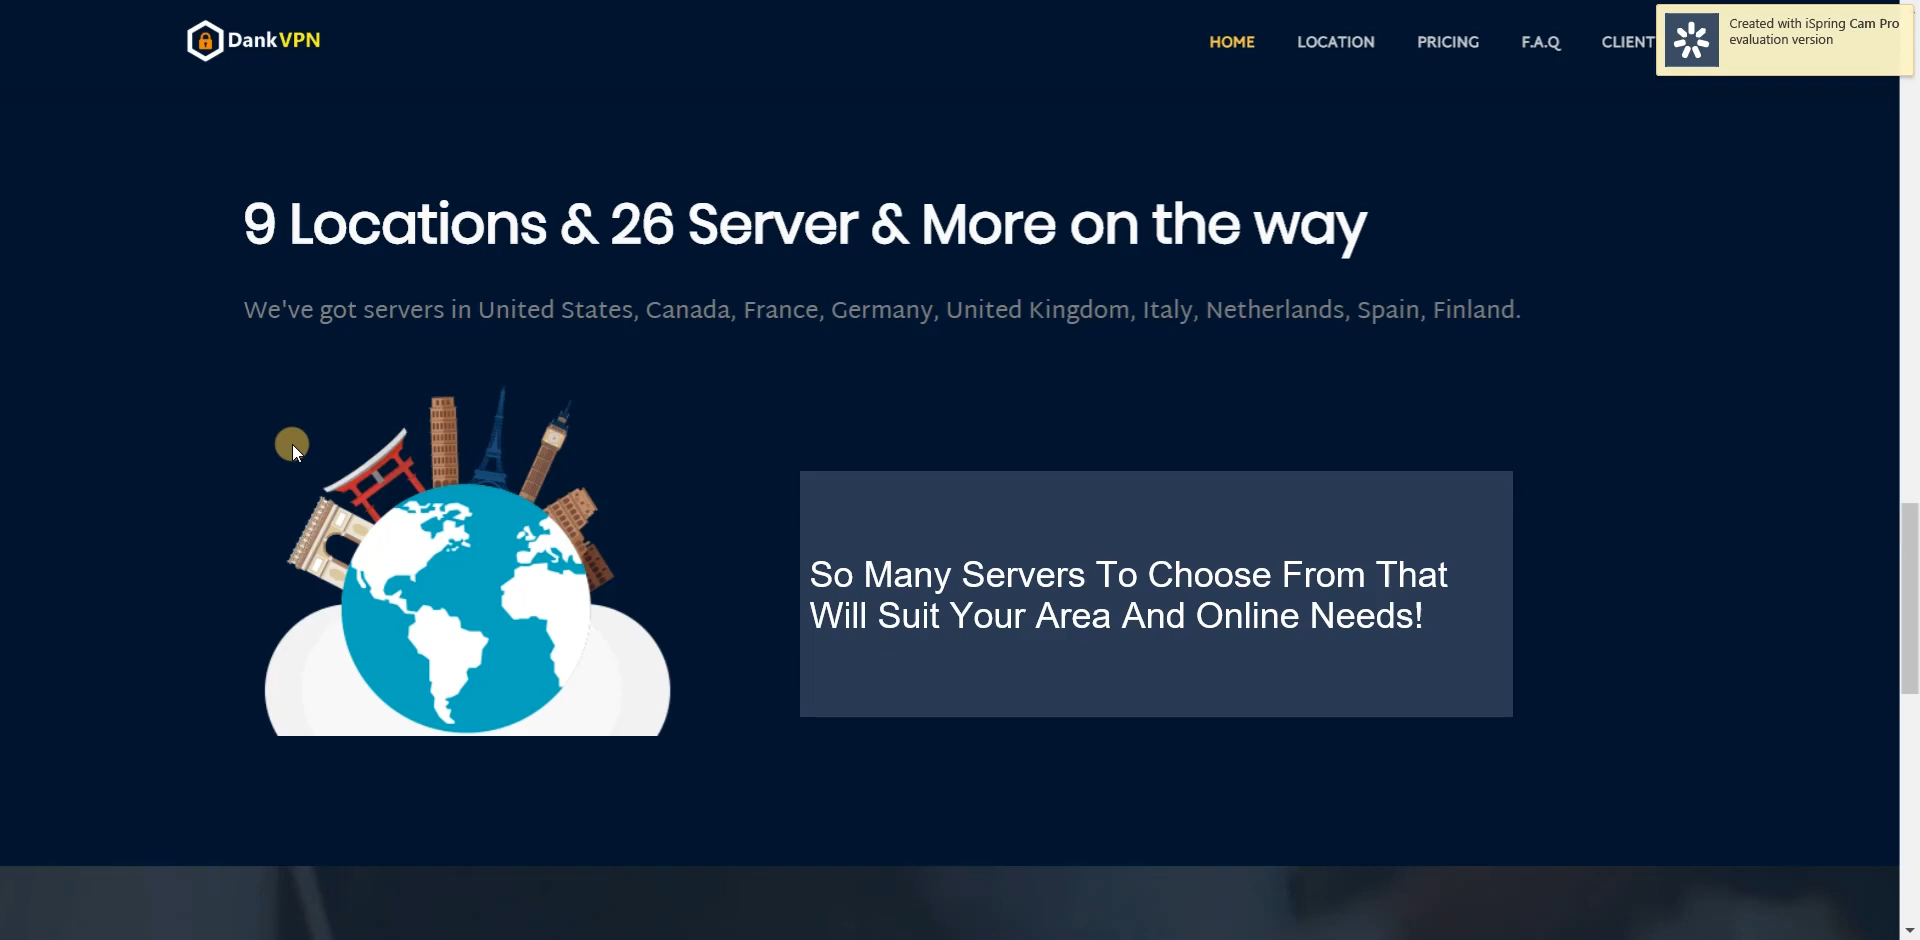 DankVPN
HOME LOCATION PRICING F.A.Q CLIENT
Created with iSpring Cam Pro
evaluation version
9 Locations & 26 Server & More on the way
We've got servers in United States, Canada, France, Germany, United Kingdom, Italy, Netherlands, Spain, Finland.
So Many Servers To Choose From That
Will Suit Your Area And Online Needs!